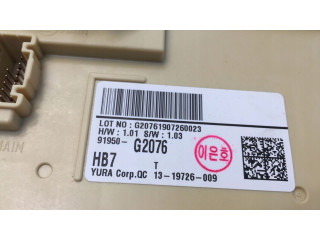 MAIN
LOT NO : G20761907260023
H/W : 1.01 S/W : 1.03
91950- G2076
이은호
HB7
T
YURA Corp.QC 13-19726-009